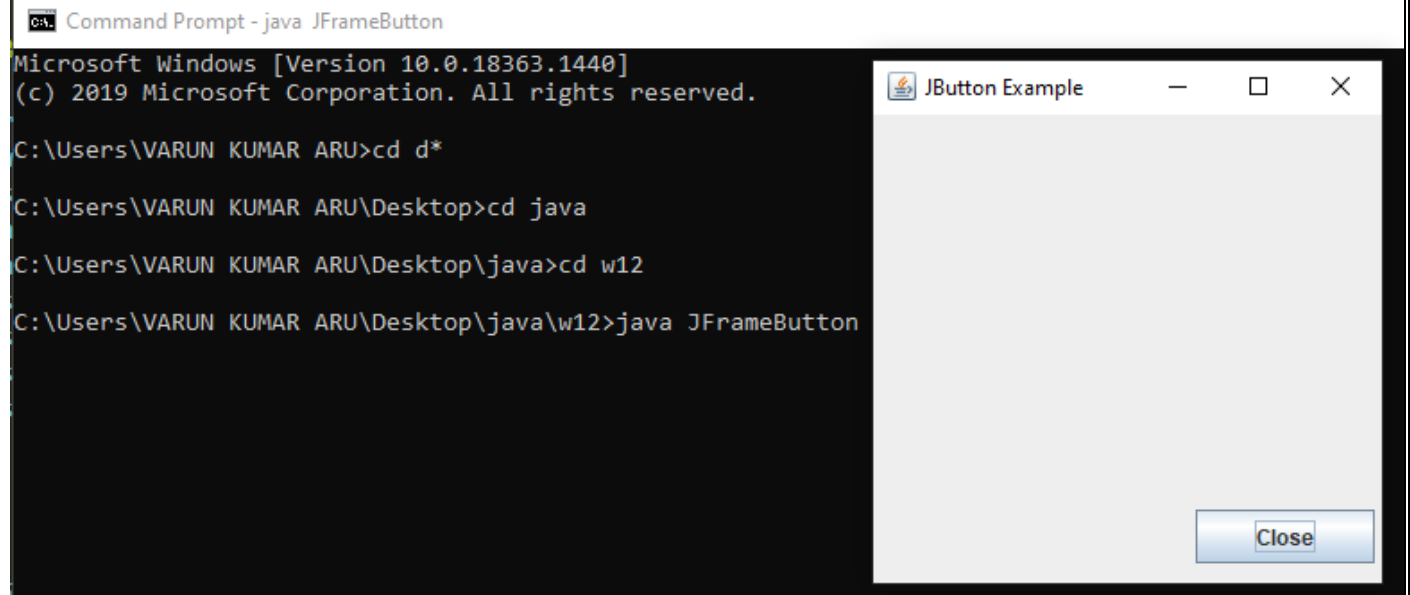 Command Prompt - java JFrameButton
Microsoft Windows [Version 10.0.18363.1440]
(c) 2019 Microsoft Corporation. All rights reserved.
C:\Users\VARUN KUMAR ARU>cd d*
C:\Users\VARUN KUMAR ARU\Desktop>cd java
C:\Users\VARUN KUMAR ARU\Desktop\java>cd w12
C:\Users\VARUN KUMAR ARU\Desktop\java\w12>java JFrameButton
JButton Example
Close